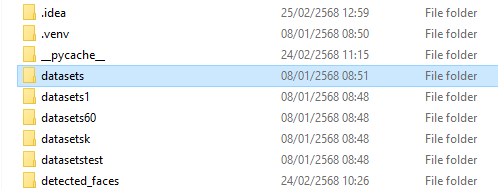 .idea 25/02/2568 12:59 File folder
.venv 08/01/2568 08:50 File folder
__pycache__ 24/02/2568 11:15 File folder
datasets 08/01/2568 08:51 File folder
datasets1 08/01/2568 08:48 File folder
datasets60 08/01/2568 08:48 File folder
datasetsk 08/01/2568 08:48 File folder
datasetstest 08/01/2568 08:48 File folder
detected_faces 24/02/2568 10:26 File folder